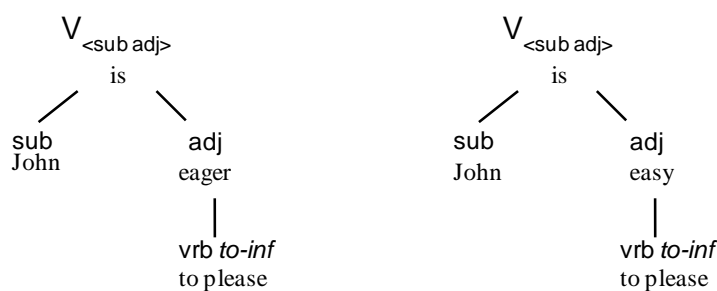 V<sub adj>
is
sub
John
adj
eager
vrb to-inf
to please
V<sub adj>
is
sub
John
adj
easy
vrb to-inf
to please